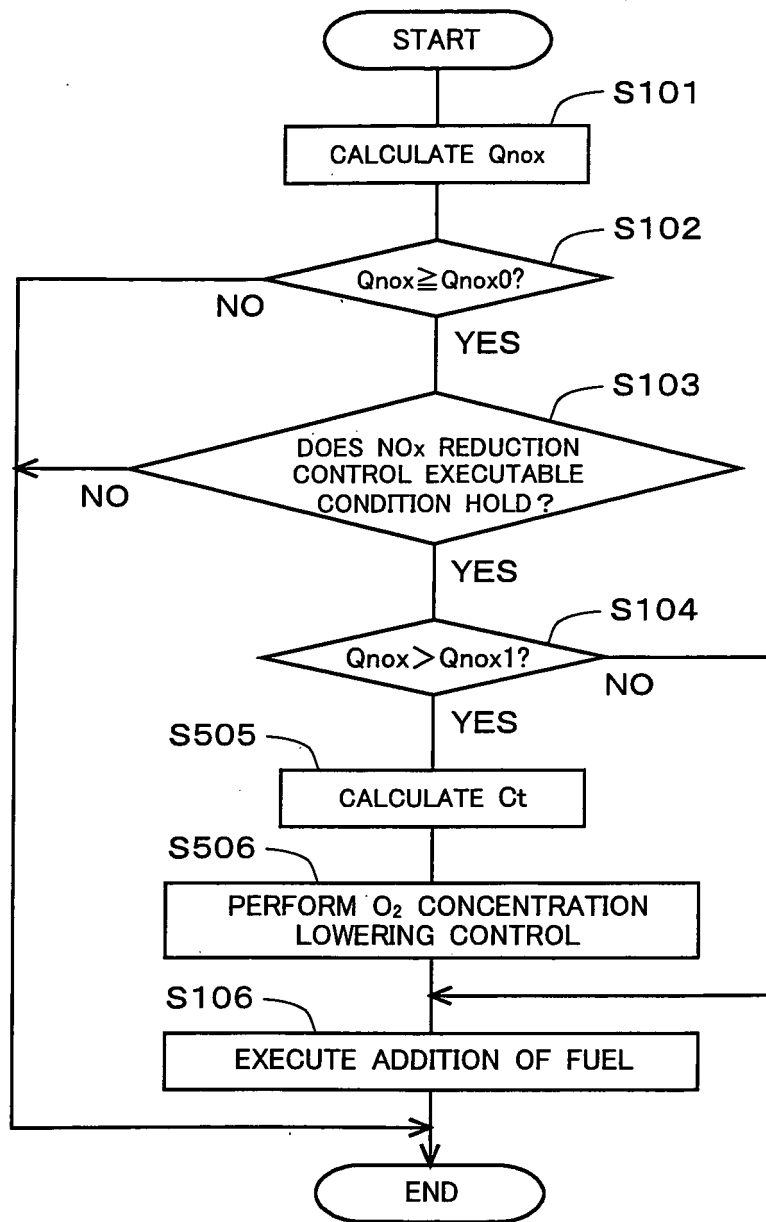 START
S101
CALCULATE Qnox
S102
Qnox≧Qnox0?
NO
YES
S103
DOES NOx REDUCTION
CONTROL EXECUTABLE
CONDITION HOLD?
NO
YES
S104
Qnox>Qnox1?
NO
YES
S505
CALCULATE Ct
S506
PERFORM O₂ CONCENTRATION
LOWERING CONTROL
S106
EXECUTE ADDITION OF FUEL
END